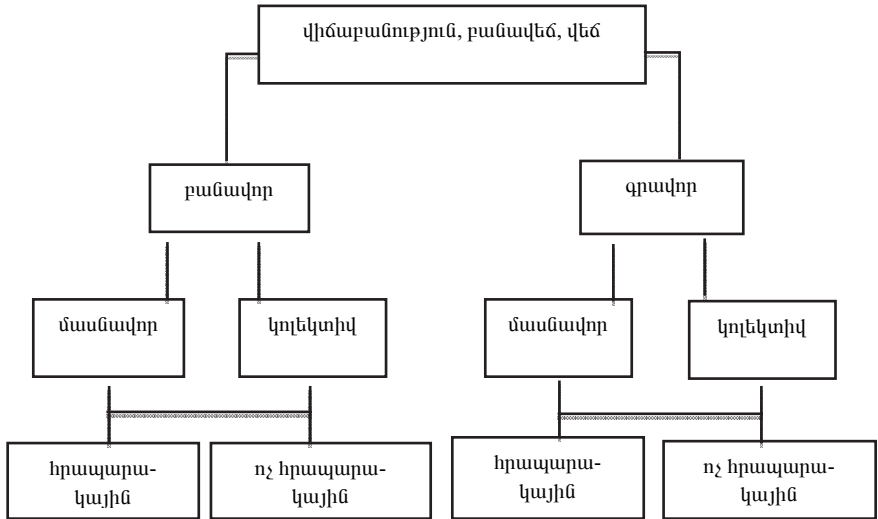 վիճաբանություն, բանավեճ, վեճ
բանավոր
գրավոր
մասնավոր
կոլեկտիվ
մասնավոր
կոլեկտիվ
հրապարա-
կային
ոչ հրապարա-
կային
հրապարա-
կային
ոչ հրապարա-
կային